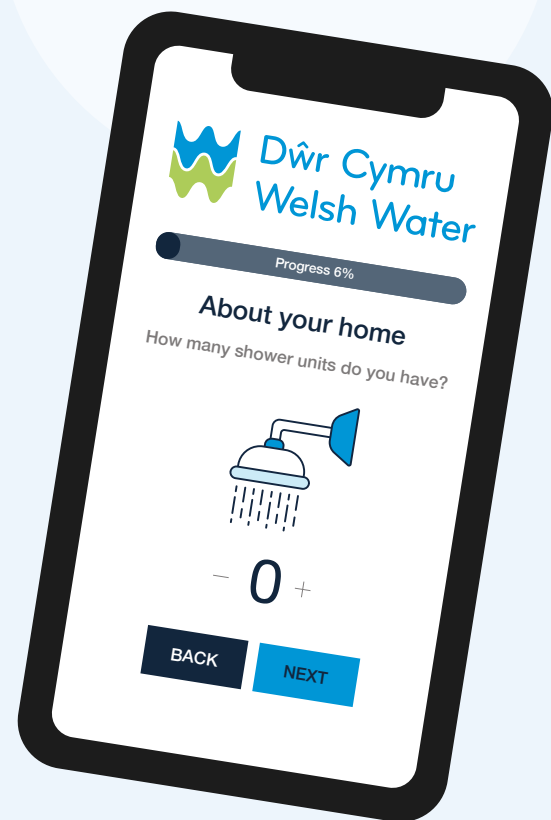 Dŵr Cymru
Welsh Water
Progress 6%
About your home
How many shower units do you have?
− 0 +
BACK NEXT